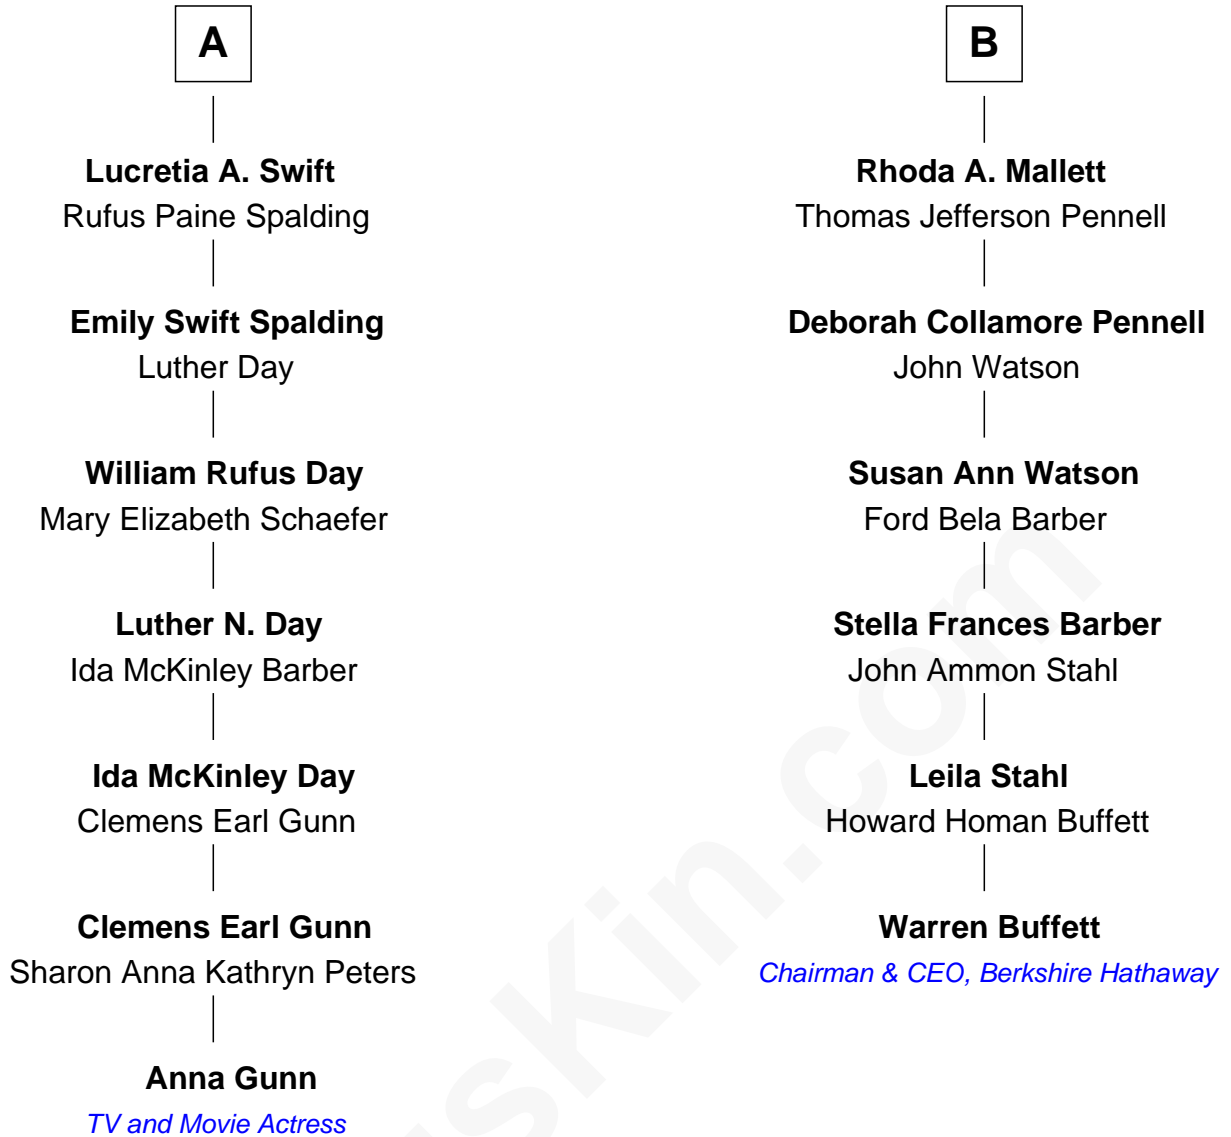 A
Lucretia A. Swift
Rufus Paine Spalding
Emily Swift Spalding
Luther Day
William Rufus Day
Mary Elizabeth Schaefer
Luther N. Day
Ida McKinley Barber
Ida McKinley Day
Clemens Earl Gunn
Clemens Earl Gunn
Sharon Anna Kathryn Peters
Anna Gunn
TV and Movie Actress
B
Rhoda A. Mallett
Thomas Jefferson Pennell
Deborah Collamore Pennell
John Watson
Susan Ann Watson
Ford Bela Barber
Stella Frances Barber
John Ammon Stahl
Leila Stahl
Howard Homan Buffett
Warren Buffett
Chairman & CEO, Berkshire Hathaway